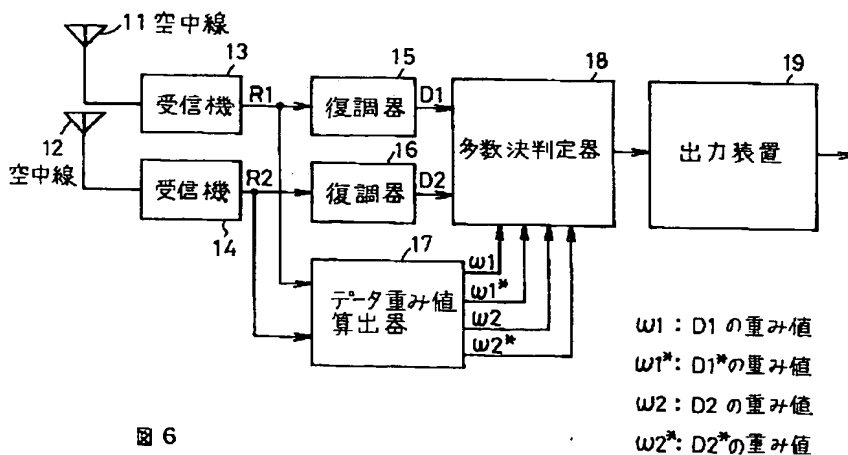 11 空中線
13
受信機
R1
15
復調器
D1
18
多数決判定器
19
出力装置
12
空中線
受信機
14
R2
16
復調器
D2
17
データ重み値
算出器
ω1
ω1*
ω2
ω2*
ω1: D1 の重み値
ω1*: D1*の重み値
ω2: D2 の重み値
ω2*: D2*の重み値
図 6